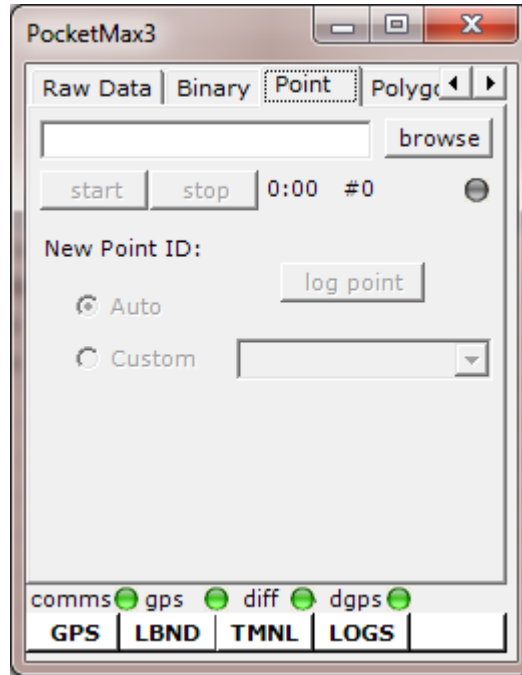 PocketMax3
Raw Data Binary Point
browse
start stop 0:00 #0
New Point ID:
log point
Auto
Custom
comms gps diff dgps
GPS LBND TMNL LOGS